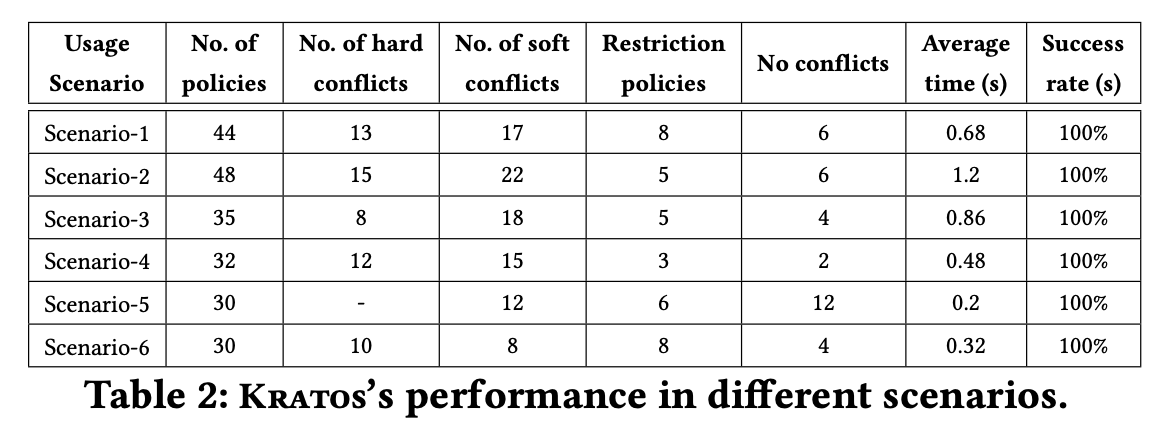 Usage Scenario | No. of policies | No. of hard conflicts | No. of soft conflicts | Restriction policies | No conflicts | Average time (s) | Success rate (s)
Scenario-1 | 44 | 13 | 17 | 8 | 6 | 0.68 | 100%
Scenario-2 | 48 | 15 | 22 | 5 | 6 | 1.2 | 100%
Scenario-3 | 35 | 8 | 18 | 5 | 4 | 0.86 | 100%
Scenario-4 | 32 | 12 | 15 | 3 | 2 | 0.48 | 100%
Scenario-5 | 30 | - | 12 | 6 | 12 | 0.2 | 100%
Scenario-6 | 30 | 10 | 8 | 8 | 4 | 0.32 | 100%
Table 2: Kratos's performance in different scenarios.